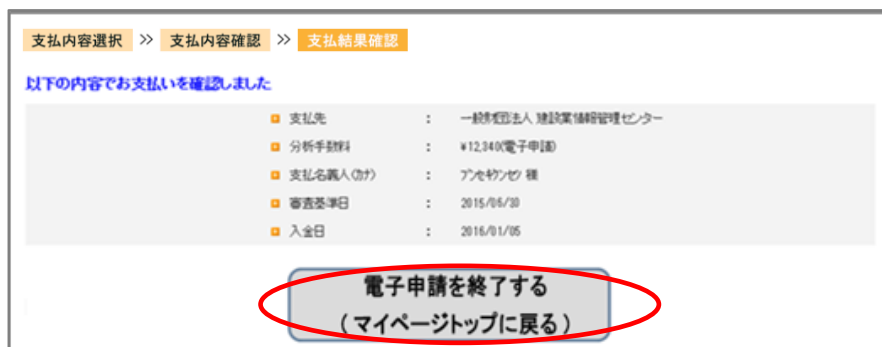 支払内容選択 >> 支払内容確認 >> 支払結果確認
以下の内容でお支払いを確認しました
支払先 : 一般財団法人 建設業情報管理センター
分析手数料 : ¥12,340(電子申請)
支払名義人(カナ) : 様
審査基準日 : 2015/06/30
入金日 : 2016/01/05
電子申請を終了する
(マイページトップに戻る)